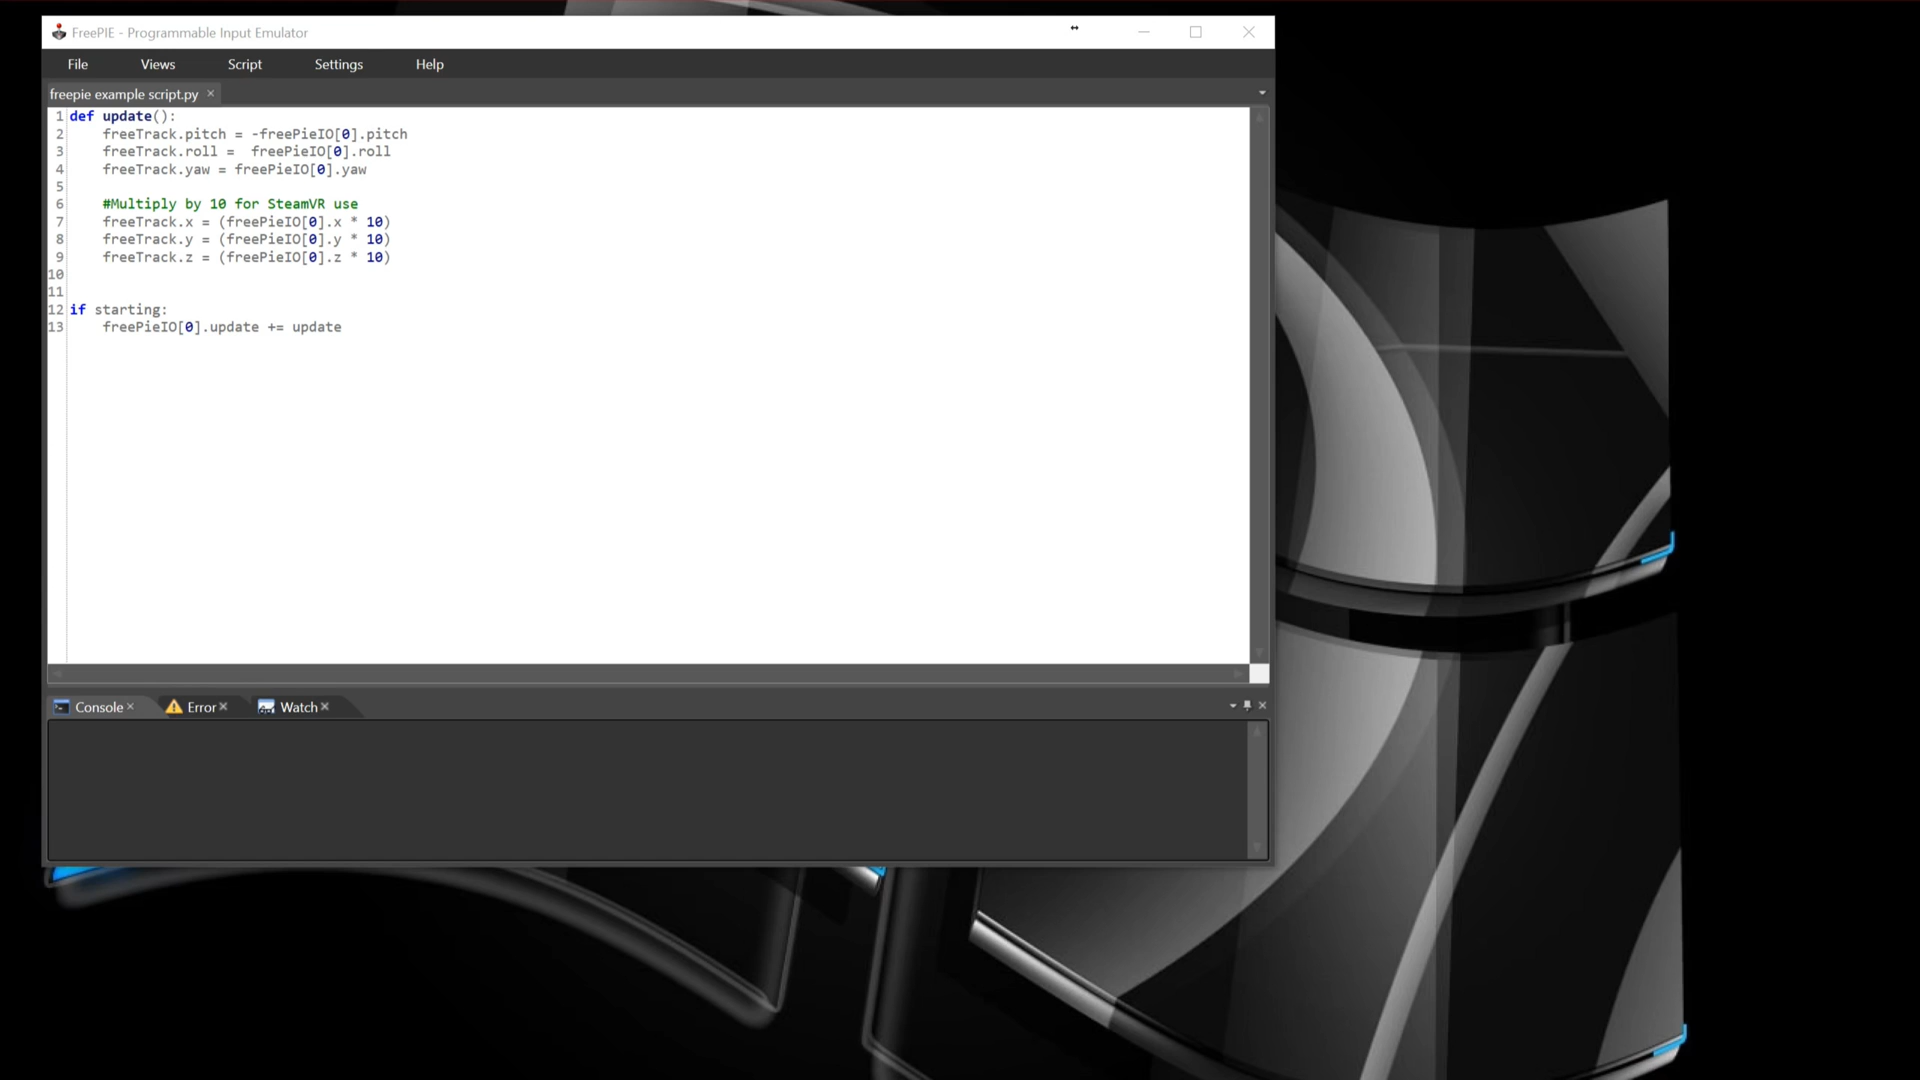 FreePIE - Programmable Input Emulator
File Views Script Settings Help
freepie example script.py
1 def update():
2     freeTrack.pitch = -freePieIO[0].pitch
3     freeTrack.roll =  freePieIO[0].roll
4     freeTrack.yaw = freePieIO[0].yaw
5
6     #Multiply by 10 for SteamVR use
7     freeTrack.x = (freePieIO[0].x * 10)
8     freeTrack.y = (freePieIO[0].y * 10)
9     freeTrack.z = (freePieIO[0].z * 10)
10
11
12 if starting:
13     freePieIO[0].update += update
Console Error Watch